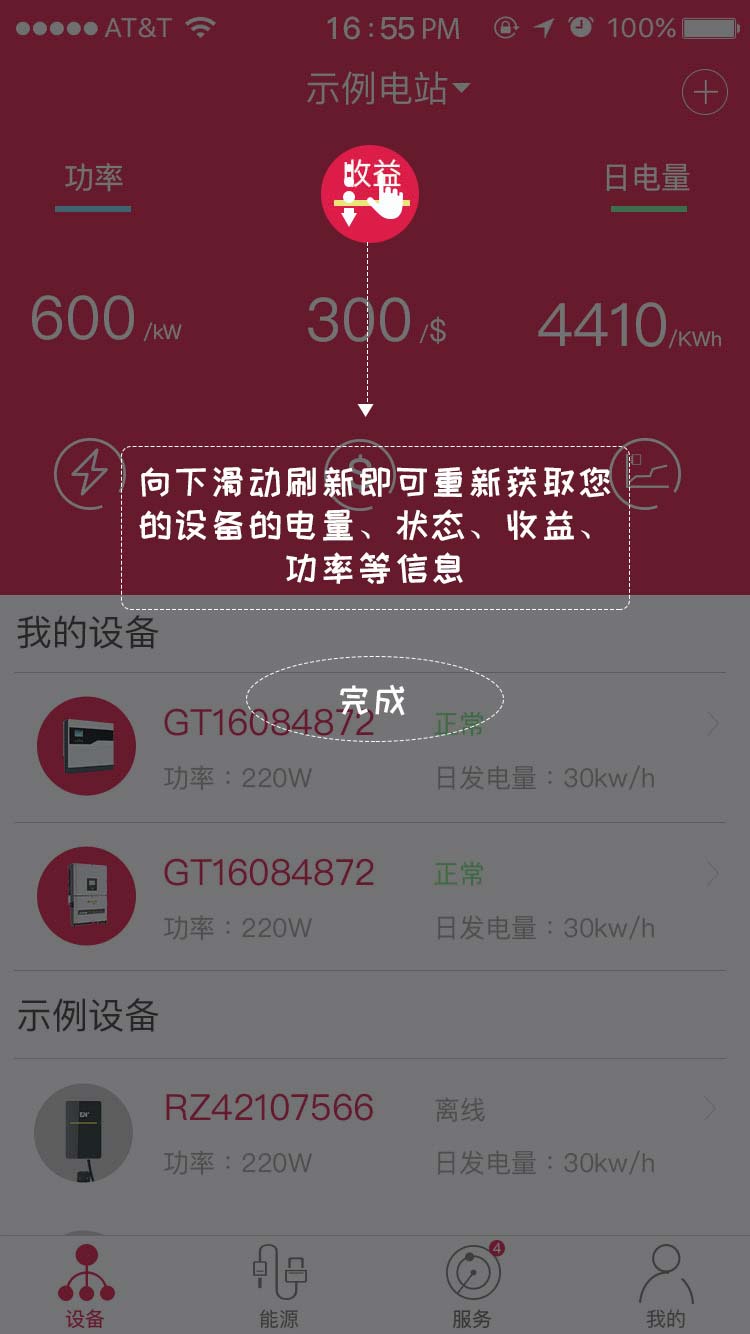 AT&T 16:55 PM 100%
示例电站
功率 收益 日电量
600/kW 300/$ 4410/KWh
向下滑动刷新即可重新获取您
的设备的电量、状态、收益、
功率等信息
我的设备
完成
GT16084872 正常
功率：220W 日发电量：30kw/h
GT16084872 正常
功率：220W 日发电量：30kw/h
示例设备
RZ42107566 离线
功率：220W 日发电量：30kw/h
4
设备 能源 服务 我的